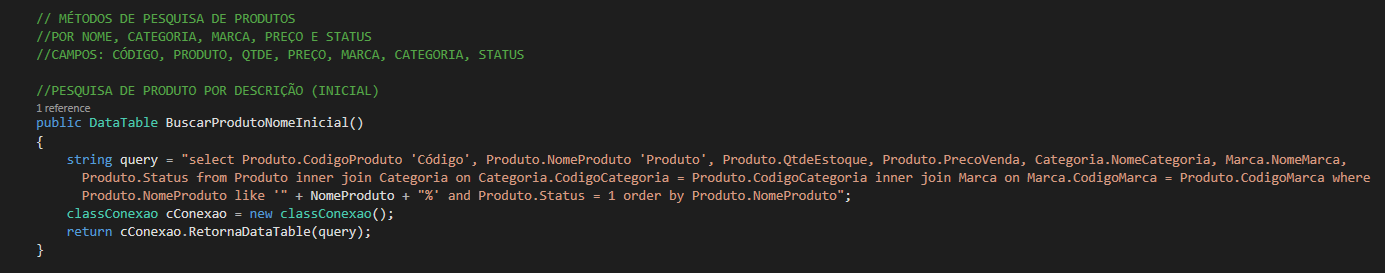 // MÉTODOS DE PESQUISA DE PRODUTOS
//POR NOME, CATEGORIA, MARCA, PREÇO E STATUS
//CAMPOS: CÓDIGO, PRODUTO, QTDE, PREÇO, MARCA, CATEGORIA, STATUS
//PESQUISA DE PRODUTO POR DESCRIÇÃO (INICIAL)
1 reference
public DataTable BuscarProdutoNomeInicial()
{
string query = "select Produto.CodigoProduto 'Código', Produto.NomeProduto 'Produto', Produto.QtdeEstoque, Produto.PrecoVenda, Categoria.NomeCategoria, Marca.NomeMarca,
Produto.Status from Produto inner join Categoria on Categoria.CodigoCategoria = Produto.CodigoCategoria inner join Marca on Marca.CodigoMarca = Produto.CodigoMarca where
Produto.NomeProduto like '" + NomeProduto + "%' and Produto.Status = 1 order by Produto.NomeProduto";
classConexao cConexao = new classConexao();
return cConexao.RetornaDataTable(query);
}